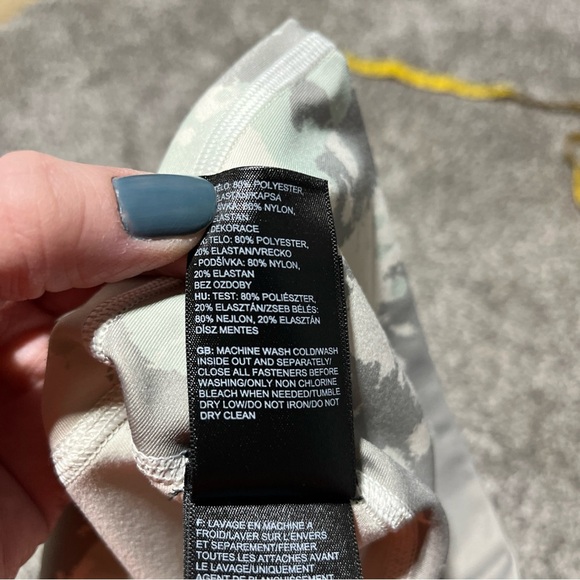 TĚLO: 80% POLYESTER,
ELASTAN/KAPSA
80% NYLON,
ELASTAN
DEKORACE
TELO: 80% POLYESTER,
20% ELASTAN/VRECKO
- PODŠÍVKA: 80% NYLON,
20% ELASTAN
BEZ OZDOBY
HU: TEST: 80% POLIÉSZTER,
20% ELASZTÁN/ZSEB BÉLÉS:
80% NEJLON, 20% ELASZTÁN
DÍSZ MENTES
GB: MACHINE WASH COLD/WASH
INSIDE OUT AND SEPARATELY/
CLOSE ALL FASTENERS BEFORE
WASHING/ONLY NON CHLORINE
BLEACH WHEN NEEDED/TUMBLE
DRY LOW/DO NOT IRON/DO NOT
DRY CLEAN
F: LAVAGE EN MACHINE A
FROID/LAVER SUR L'ENVERS
ET SEPAREMENT/FERMER
TOUTES LES ATTACHES AVANT
LAVAGE/UNIQUEMENT
AGENT DE BLANCHIMENT